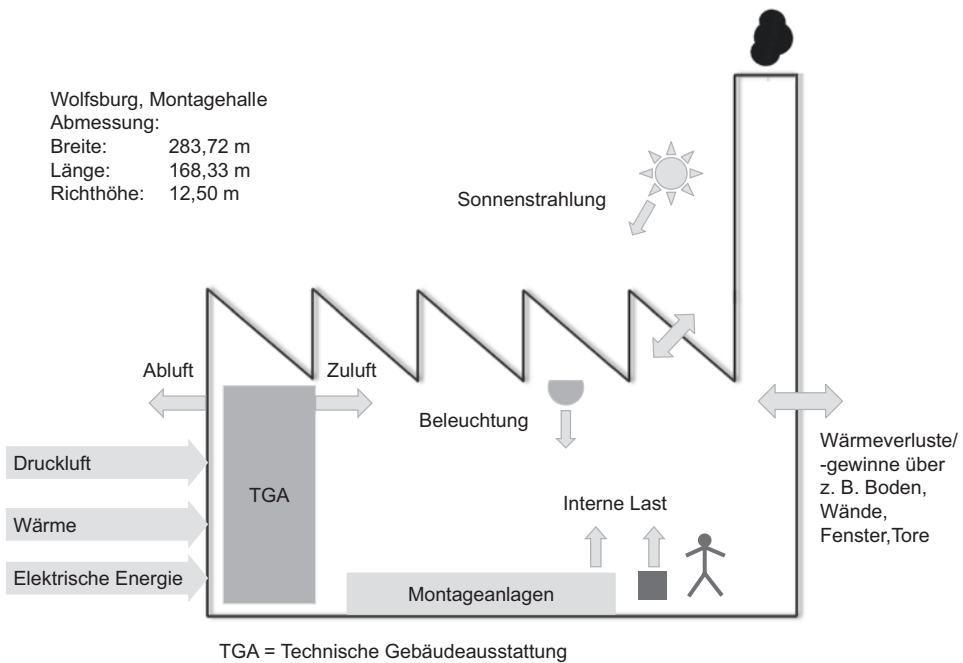 Wolfsburg, Montagehalle
Abmessung:
Breite: 283,72 m
Länge: 168,33 m
Richthöhe: 12,50 m
Sonnenstrahlung
Abluft
Zuluft
Beleuchtung
Druckluft
Wärme
Elektrische Energie
TGA
Interne Last
Montageanlagen
Wärmeverluste/
-gewinne über
z. B. Boden,
Wände,
Fenster,Tore
TGA = Technische Gebäudeausstattung